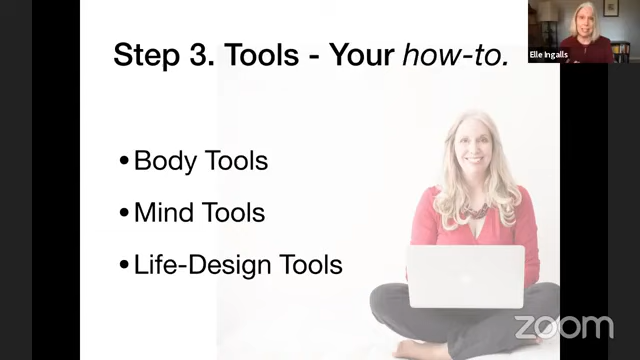 Step 3. Tools - Your how-to.
• Body Tools
• Mind Tools
• Life-Design Tools
Elle Ingalls
zoom